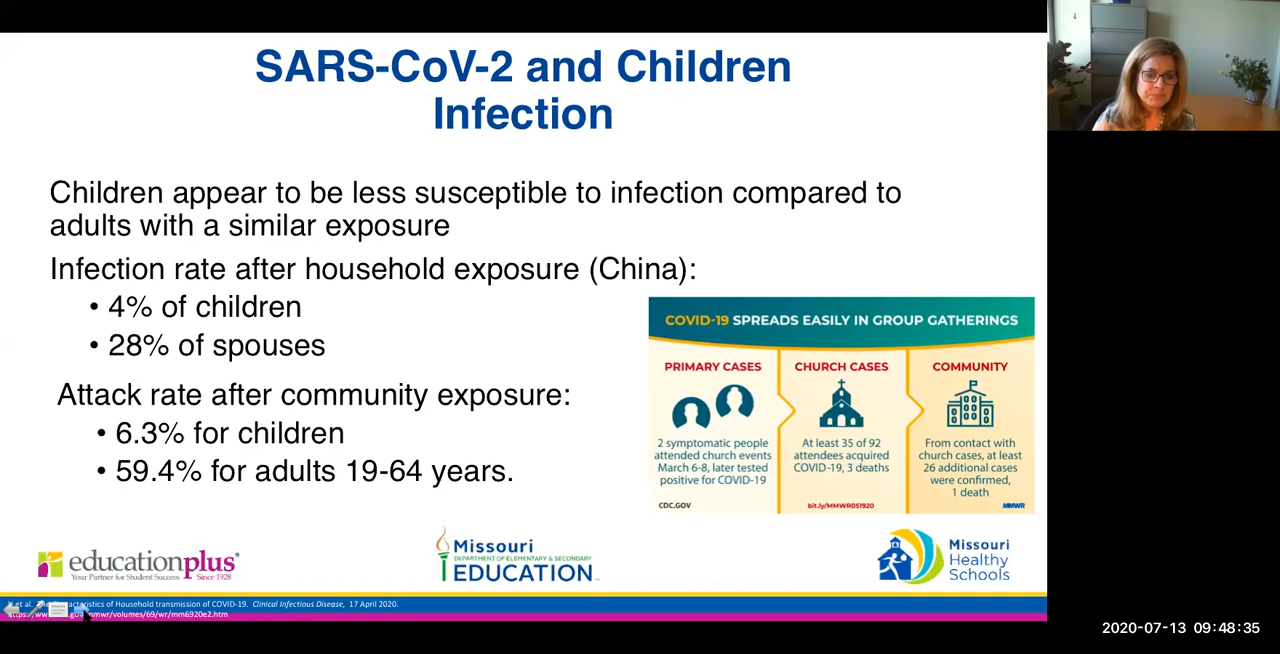 SARS-CoV-2 and Children
Infection
Children appear to be less susceptible to infection compared to
adults with a similar exposure
Infection rate after household exposure (China):
• 4% of children
• 28% of spouses
Attack rate after community exposure:
• 6.3% for children
• 59.4% for adults 19-64 years.
COVID-19 SPREADS EASILY IN GROUP GATHERINGS
PRIMARY CASES
2 symptomatic people
attended church events
March 6-8, later tested
positive for COVID-19
CHURCH CASES
At least 35 of 92
attendees acquired
COVID-19, 3 deaths
COMMUNITY
From contact with
church cases, at least
26 additional cases
were confirmed,
1 death
CDC.GOV
bit.ly/MMWR051920
MMWR
educationplus®
Your Partner for Student Success Since 1928
Missouri
DEPARTMENT OF ELEMENTARY & SECONDARY
EDUCATION
Missouri
Healthy
Schools
et al. of Household transmission of COVID-19. Clinical Infectious Disease, 17 April 2020.
mmwr/volumes/69/wr/mm6920e2.htm
2020-07-13 09:48:35